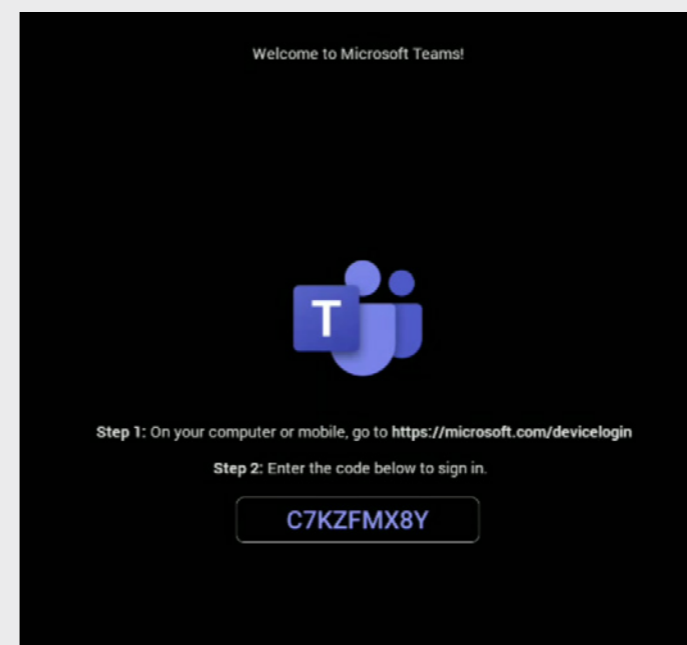 Welcome to Microsoft Teams!
T
Step 1: On your computer or mobile, go to https://microsoft.com/devicelogin
Step 2: Enter the code below to sign in.
C7KZFMX8Y